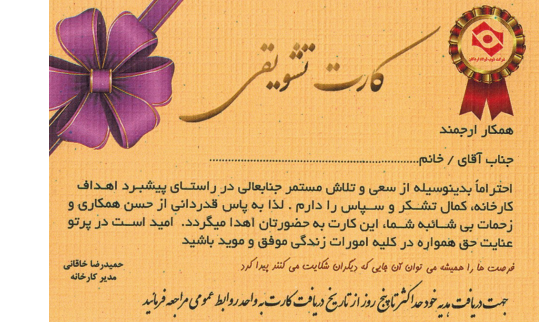 کارت تشویقی
همکار ارجمند
جناب آقای / خانم......................................................
احتراماً بدینوسیله از سعی و تلاش مستمر جنابعالی در راستای پیشبرد اهداف
کارخانه، کمال تشکر و سپاس را دارم . لذا به پاس قدردانی از حسن همکاری و
زحمات بی شائبه شما، این کارت به حضورتان اهدا میگردد. امید است در پرتو
عنایت حق همواره در کلیه امورات زندگی موفق و موید باشید
فرصت ها را همیشه می توان آن جایی که دیگران شکایت می کنند پیدا کرد
حمیدرضا خاقانی
مدیر کارخانه
جهت دریافت هدیه خود حداکثر تا پنج روز از تاریخ دریافت کارت به واحد روابط عمومی مراجعه فرمائید